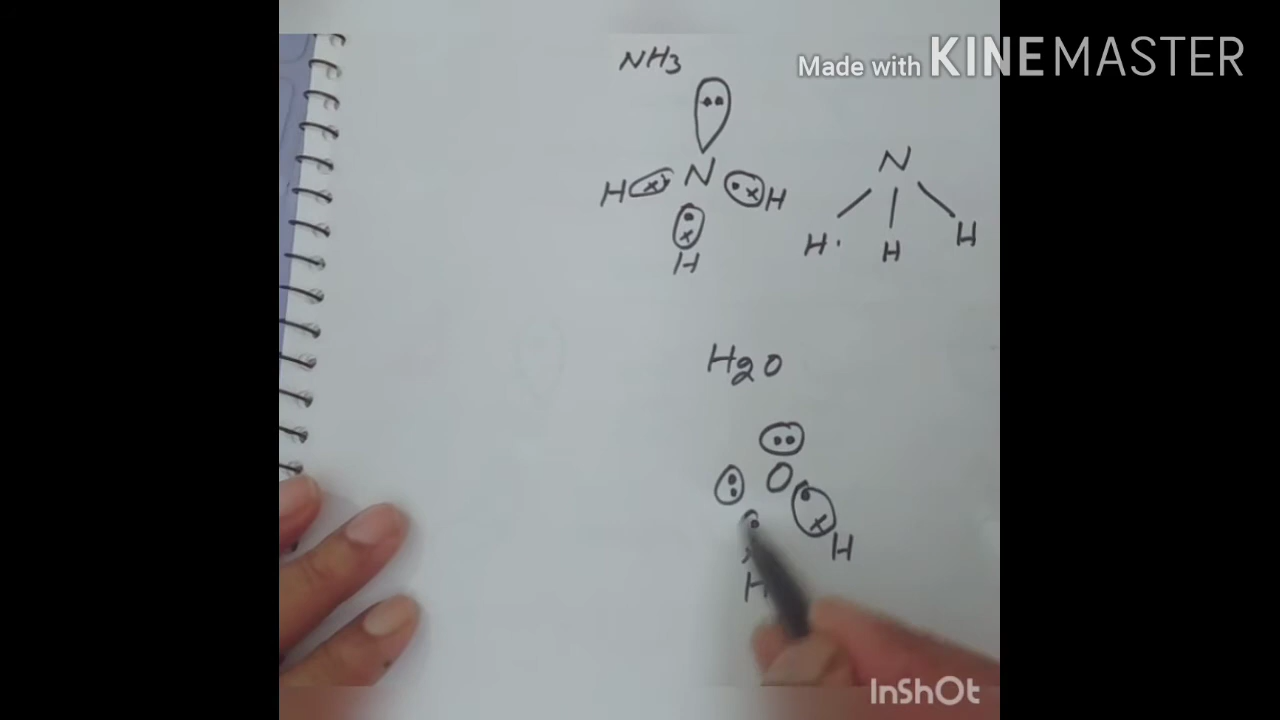 Made with KINEMASTER
NH3
N
H N H
H
H H H
H2O
O
H
H
InShOt